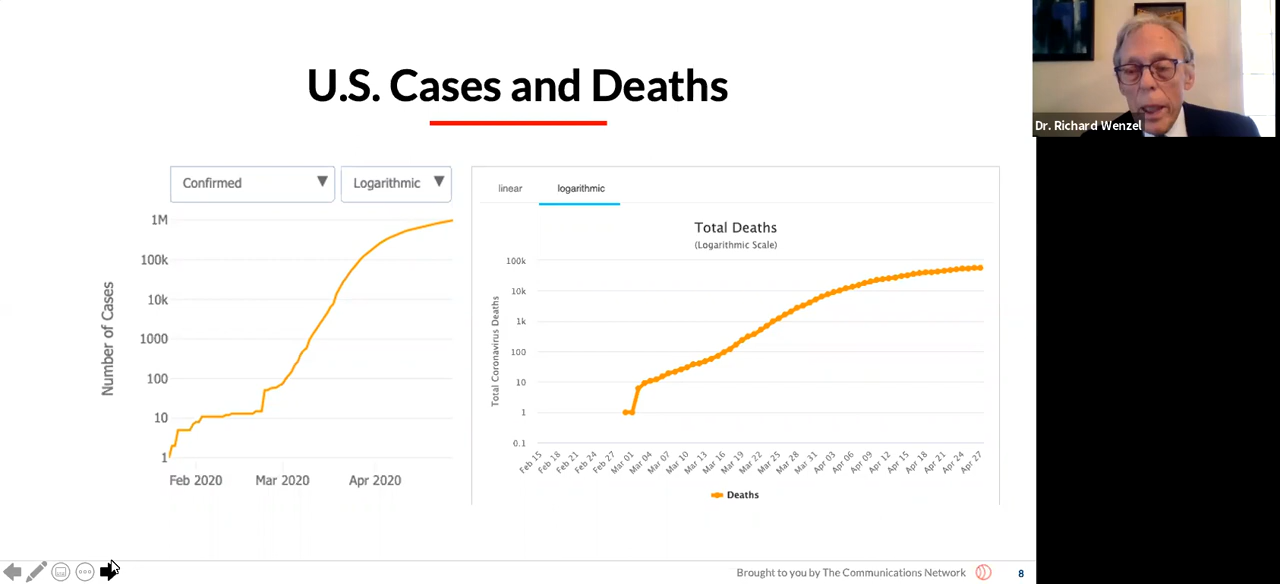 U.S. Cases and Deaths
Dr. Richard Wenzel
Confirmed
Logarithmic
1M
100k
10k
1000
100
10
1
Number of Cases
Feb 2020 Mar 2020 Apr 2020
linear logarithmic
Total Deaths
(Logarithmic Scale)
100k
10k
1k
100
10
1
0.1
Total Coronavirus Deaths
Feb 15 Feb 18 Feb 21 Feb 24 Feb 27 Mar 01 Mar 04 Mar 07 Mar 10 Mar 13 Mar 16 Mar 19 Mar 22 Mar 25 Mar 28 Mar 31 Apr 03 Apr 06 Apr 09 Apr 12 Apr 15 Apr 18 Apr 21 Apr 24 Apr 27
Deaths
Brought to you by The Communications Network 8